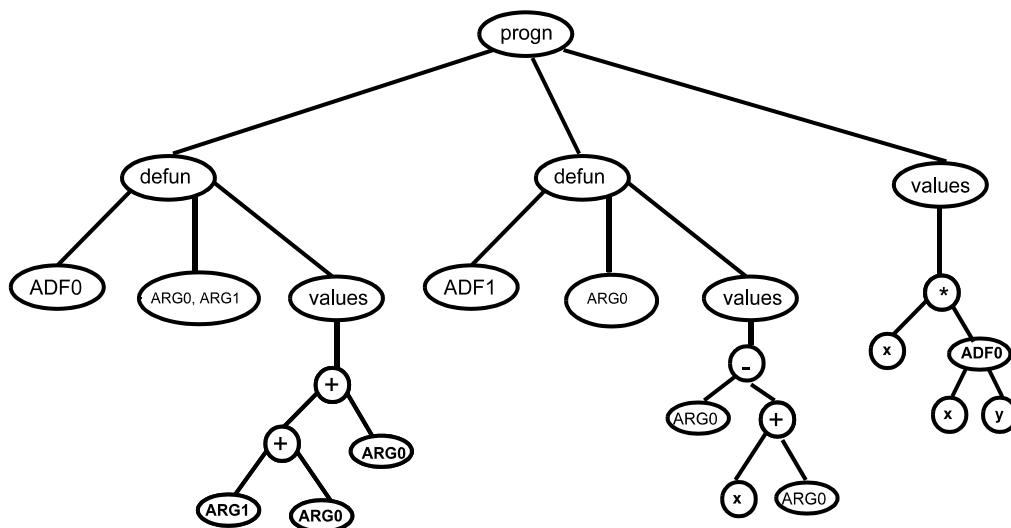 progn
defun
defun
values
ADF0
ARG0, ARG1
values
ADF1
ARG0
values
*
x
ADF0
x
y
+
+
ARG0
ARG1
ARG0
-
ARG0
+
x
ARG0